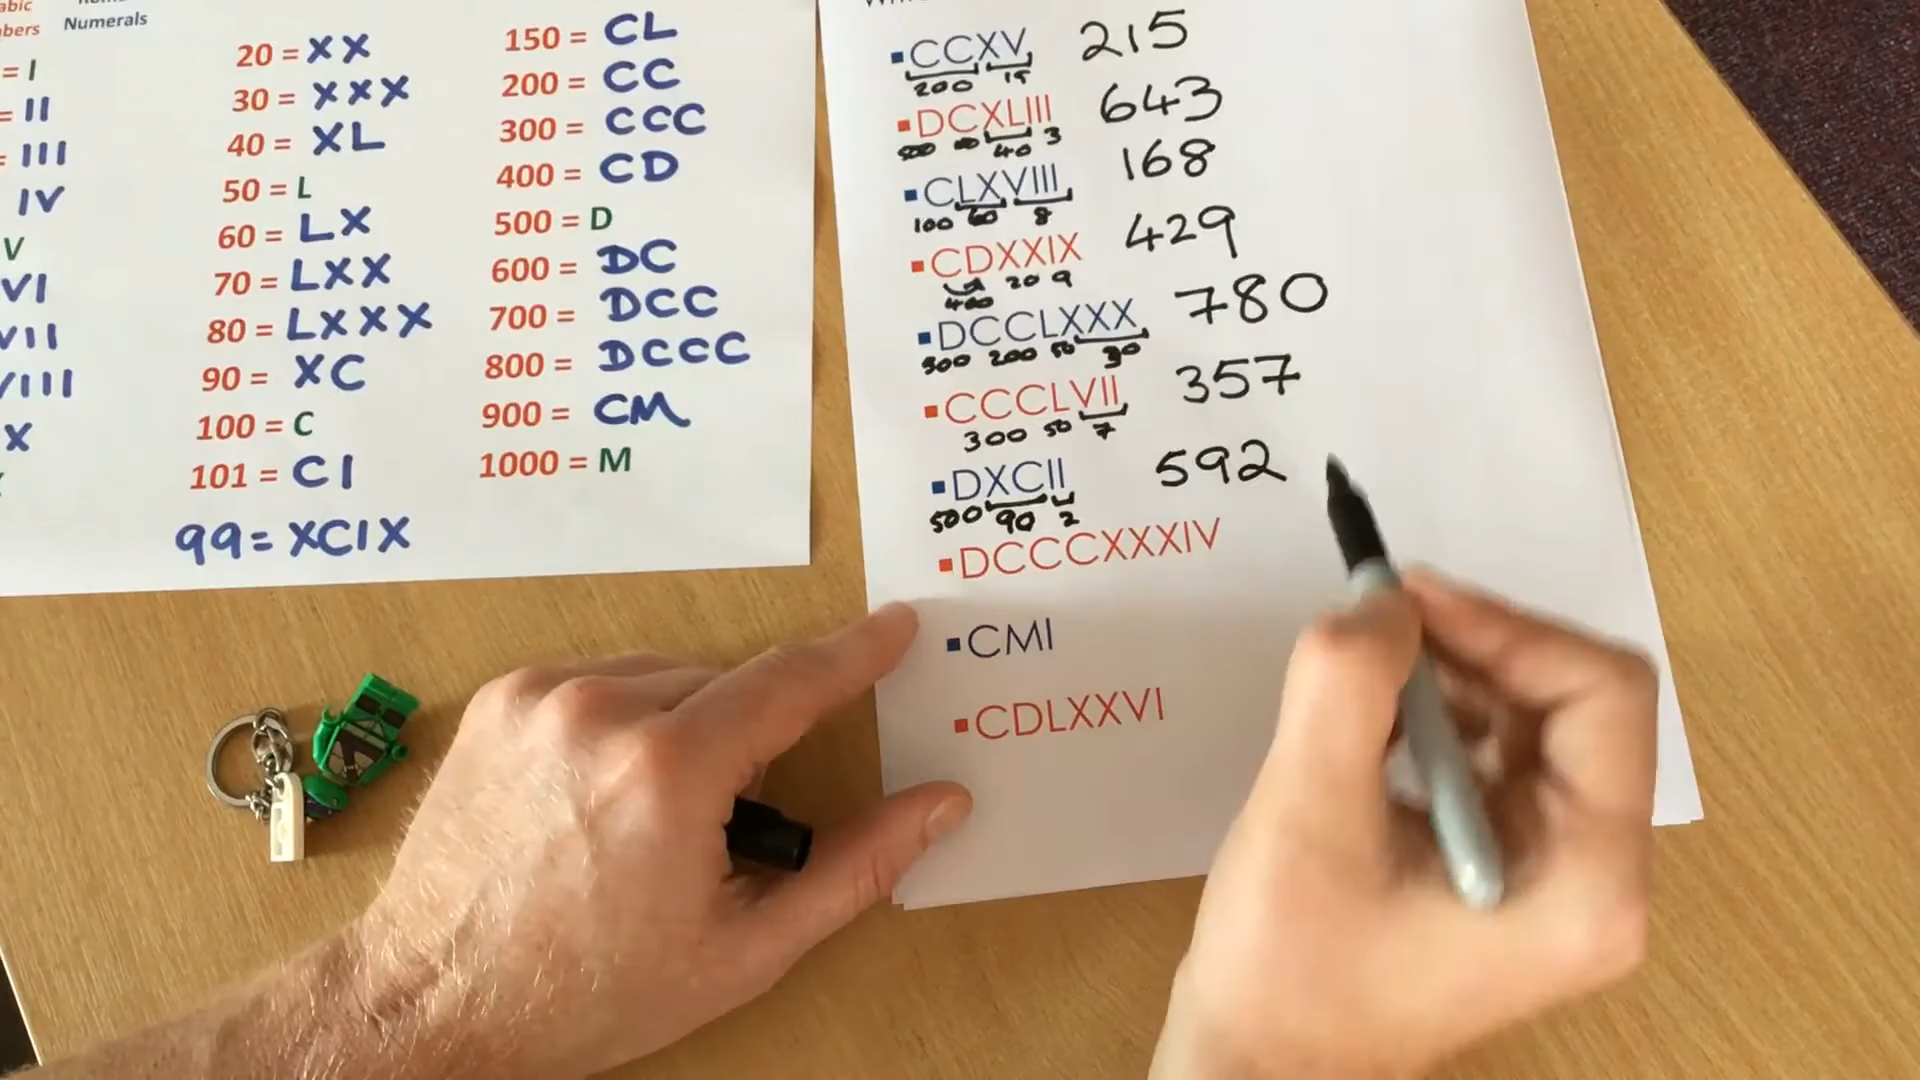 Numerals
= I
= II
= III
IV
V
VI
VII
VIII
X
20 = XX
30 = XXX
40 = XL
50 = L
60 = LX
70 = LXX
80 = LXXX
90 = XC
100 = C
101 = CI
99 = XCIX
150 = CL
200 = CC
300 = CCC
400 = CD
500 = D
600 = DC
700 = DCC
800 = DCCC
900 = CM
1000 = M
▪CCXV 215
200 15
▪DCXLIII 643
40 3
▪CLXVIII 168
100 60 8
▪CDXXIX 429
400 20 9
▪DCCLXXX 780
500 200 50 30
▪CCCLVII 357
300 50 7
▪DXCII 592
500 90 2
▪DCCCXXXIV
▪CMI
▪CDLXXVI